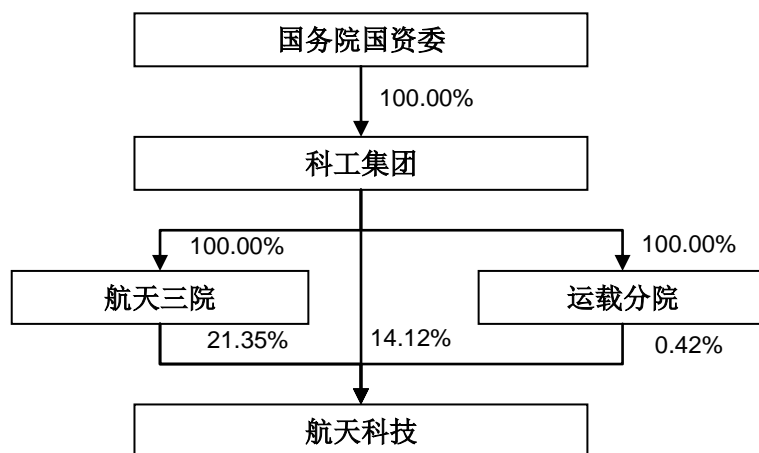 国务院国资委
100.00%
科工集团
100.00%
100.00%
航天三院
运载分院
21.35%
14.12%
0.42%
航天科技